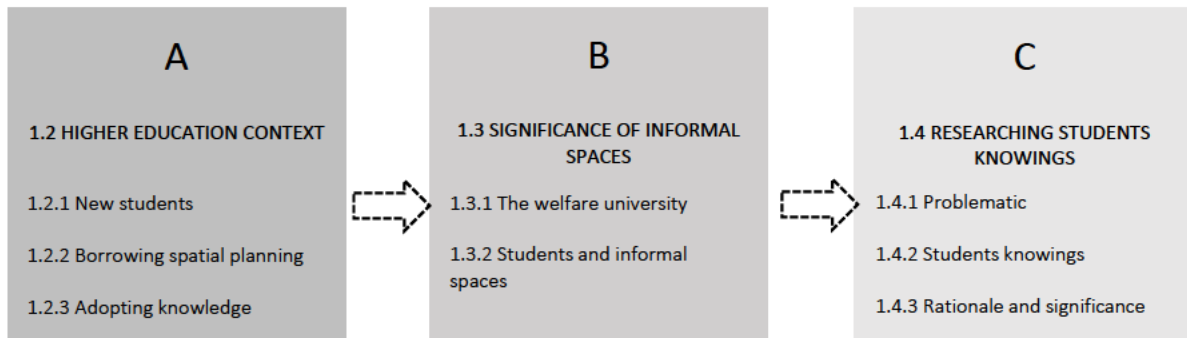 A
1.2 HIGHER EDUCATION CONTEXT
1.2.1 New students
1.2.2 Borrowing spatial planning
1.2.3 Adopting knowledge
B
1.3 SIGNIFICANCE OF INFORMAL
SPACES
1.3.1 The welfare university
1.3.2 Students and informal
spaces
C
1.4 RESEARCHING STUDENTS
KNOWINGS
1.4.1 Problematic
1.4.2 Students knowings
1.4.3 Rationale and significance